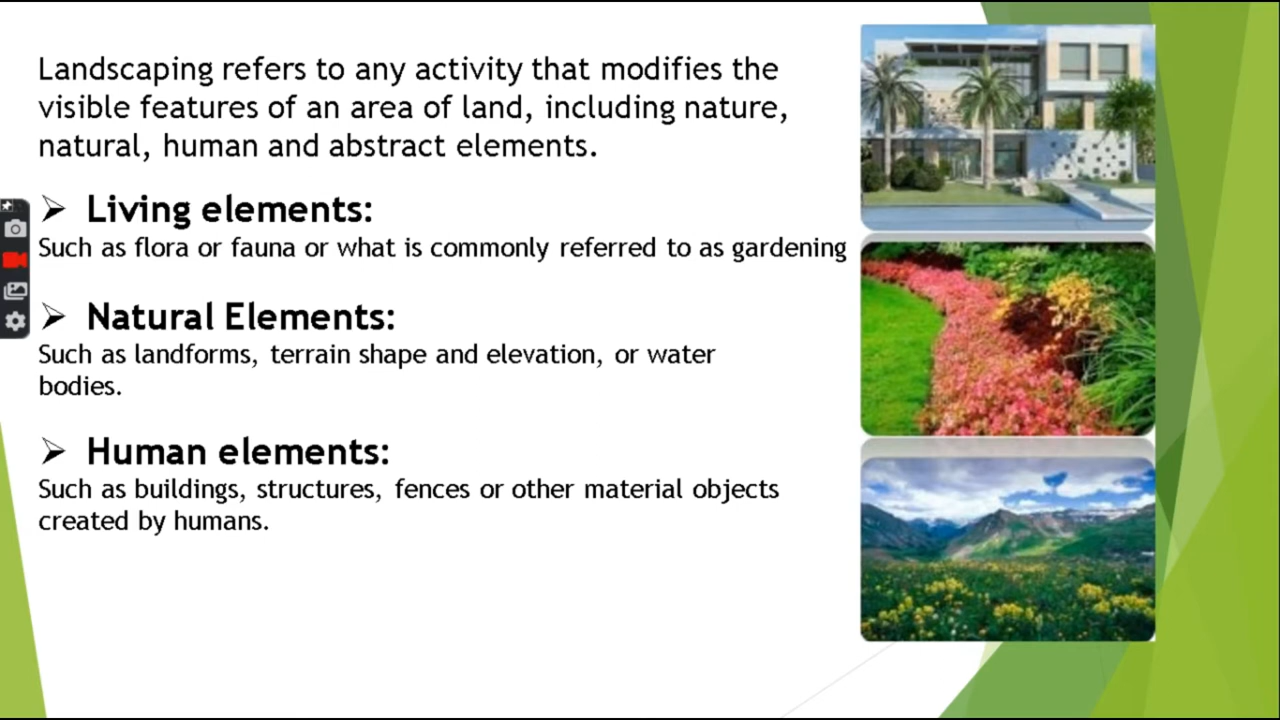 Landscaping refers to any activity that modifies the
visible features of an area of land, including nature,
natural, human and abstract elements.
➢ Living elements:
Such as flora or fauna or what is commonly referred to as gardening
➢ Natural Elements:
Such as landforms, terrain shape and elevation, or water
bodies.
➢ Human elements:
Such as buildings, structures, fences or other material objects
created by humans.